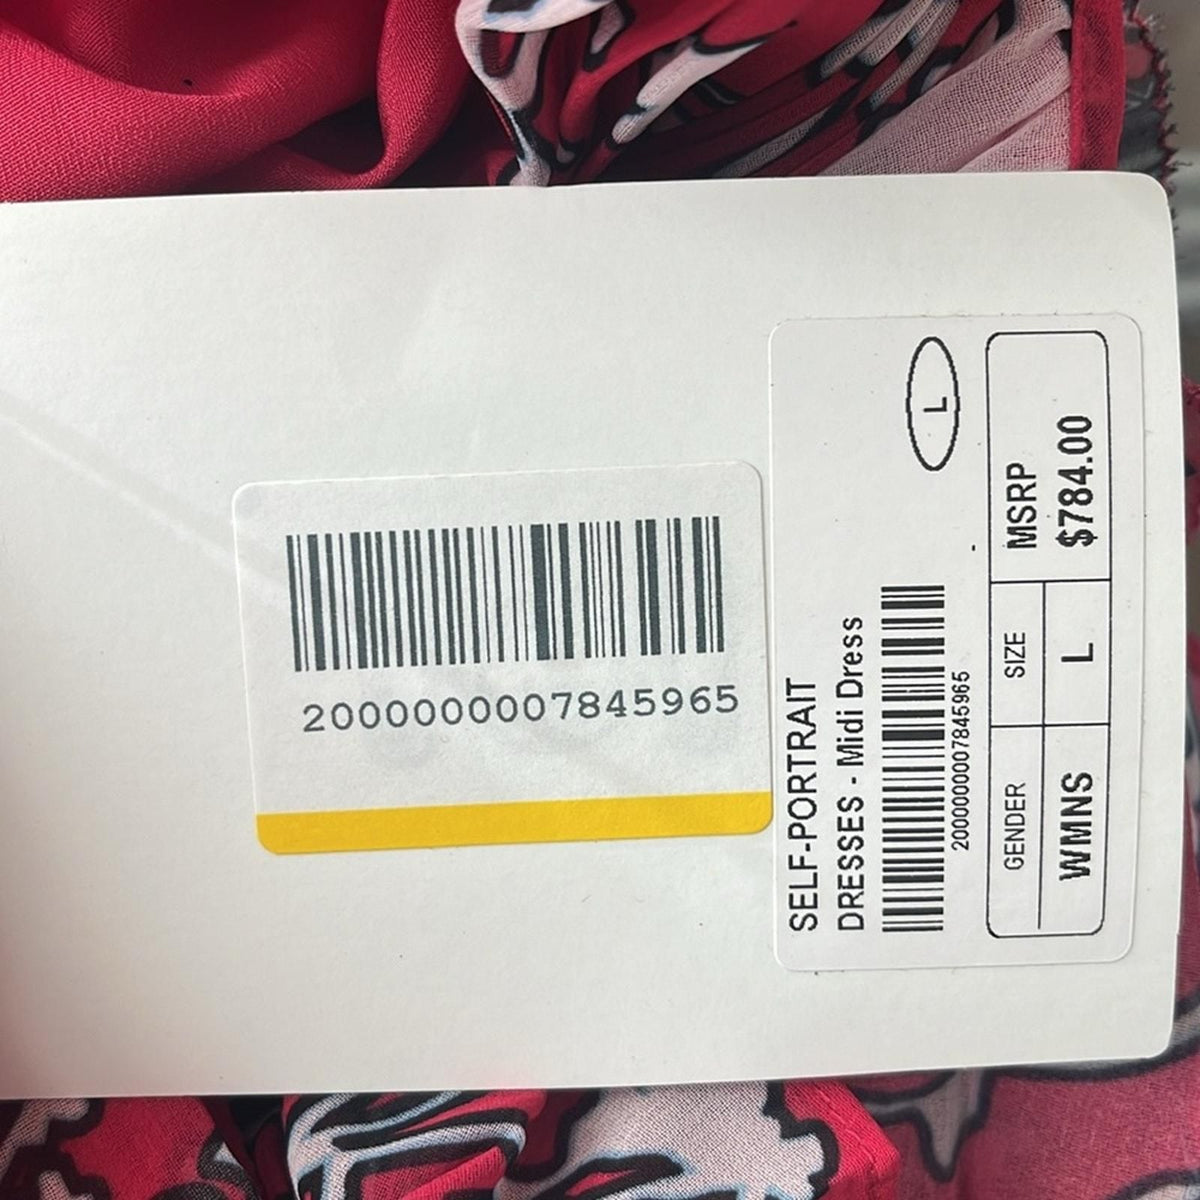 2000000007845965
SELF-PORTRAIT
DRESSES - Midi Dress
L
2000000007845965
GENDER SIZE MSRP
WMNS L $784.00